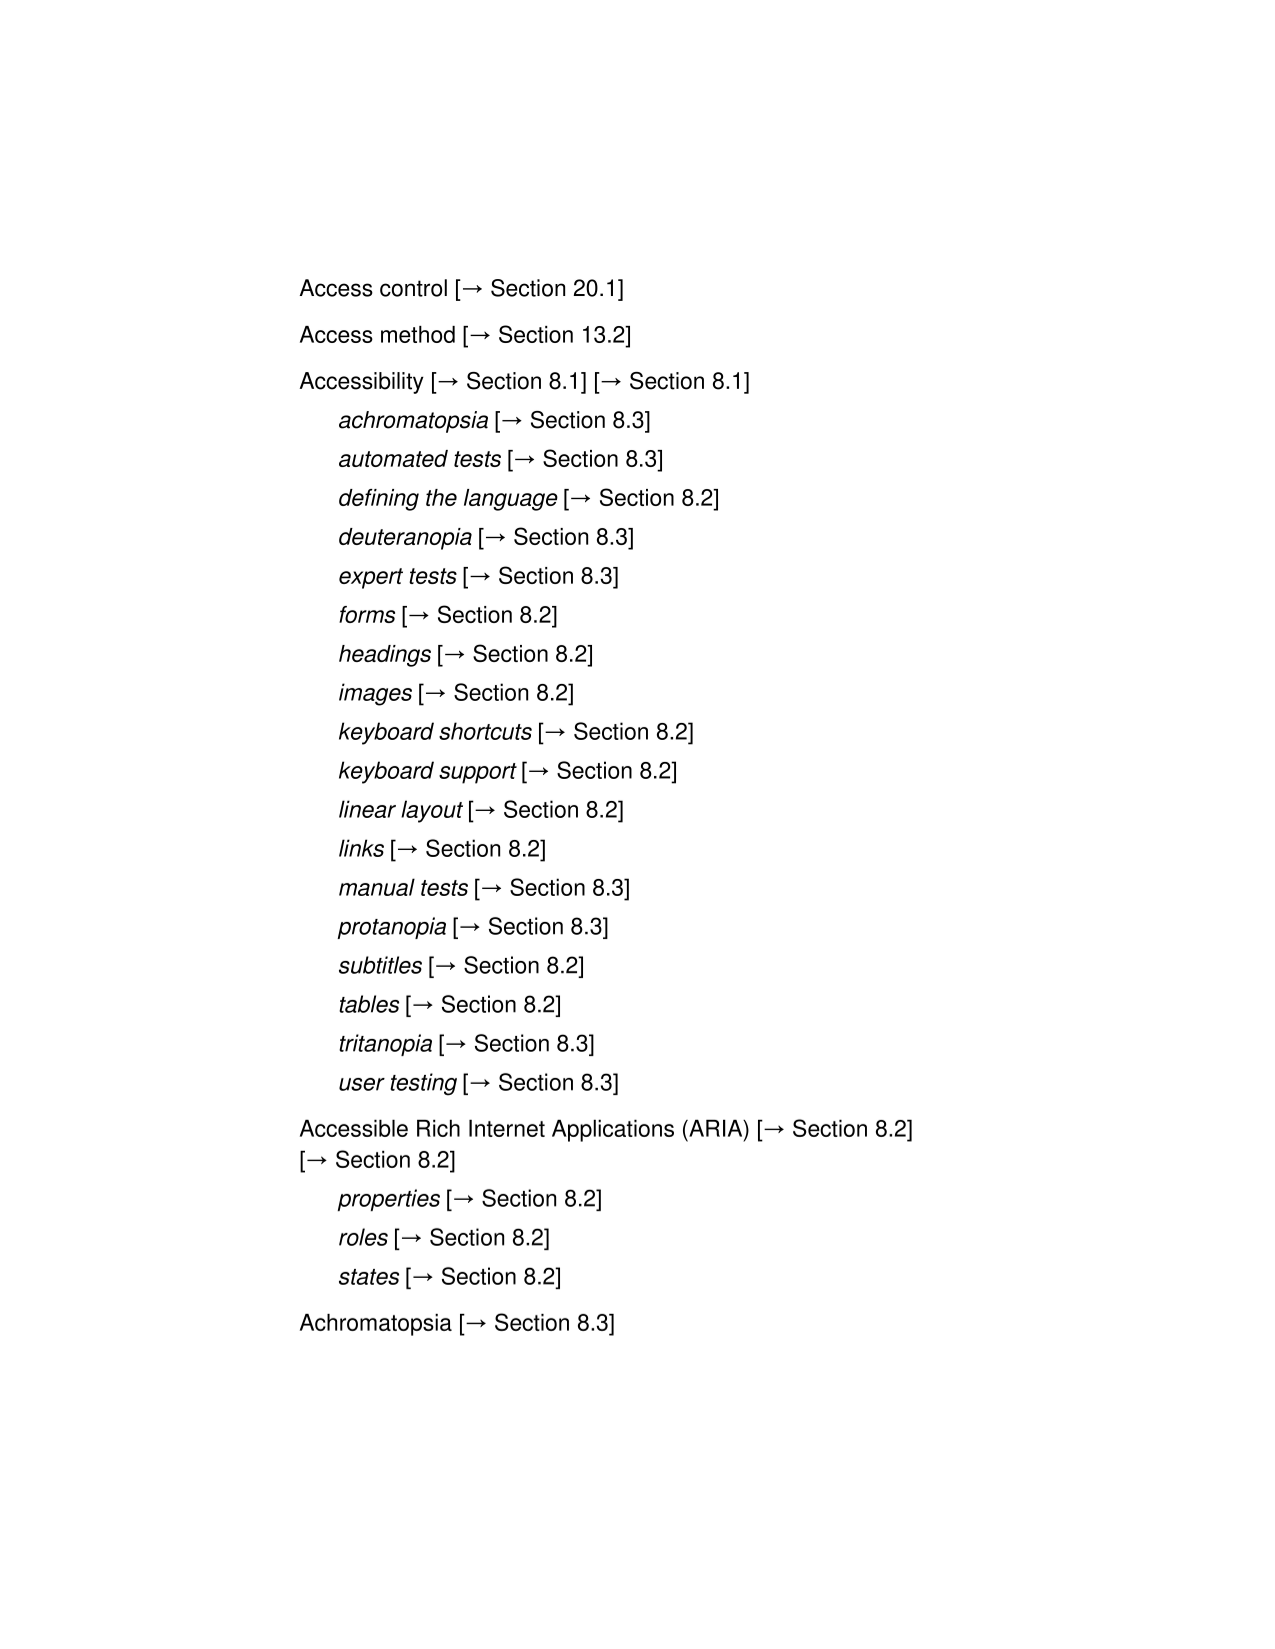 Access control [→ Section 20.1]
Access method [→ Section 13.2]
Accessibility [→ Section 8.1] [→ Section 8.1]
achromatopsia [→ Section 8.3]
automated tests [→ Section 8.3]
defining the language [→ Section 8.2]
deuteranopia [→ Section 8.3]
expert tests [→ Section 8.3]
forms [→ Section 8.2]
headings [→ Section 8.2]
images [→ Section 8.2]
keyboard shortcuts [→ Section 8.2]
keyboard support [→ Section 8.2]
linear layout [→ Section 8.2]
links [→ Section 8.2]
manual tests [→ Section 8.3]
protanopia [→ Section 8.3]
subtitles [→ Section 8.2]
tables [→ Section 8.2]
tritanopia [→ Section 8.3]
user testing [→ Section 8.3]
Accessible Rich Internet Applications (ARIA) [→ Section 8.2]
[→ Section 8.2]
properties [→ Section 8.2]
roles [→ Section 8.2]
states [→ Section 8.2]
Achromatopsia [→ Section 8.3]